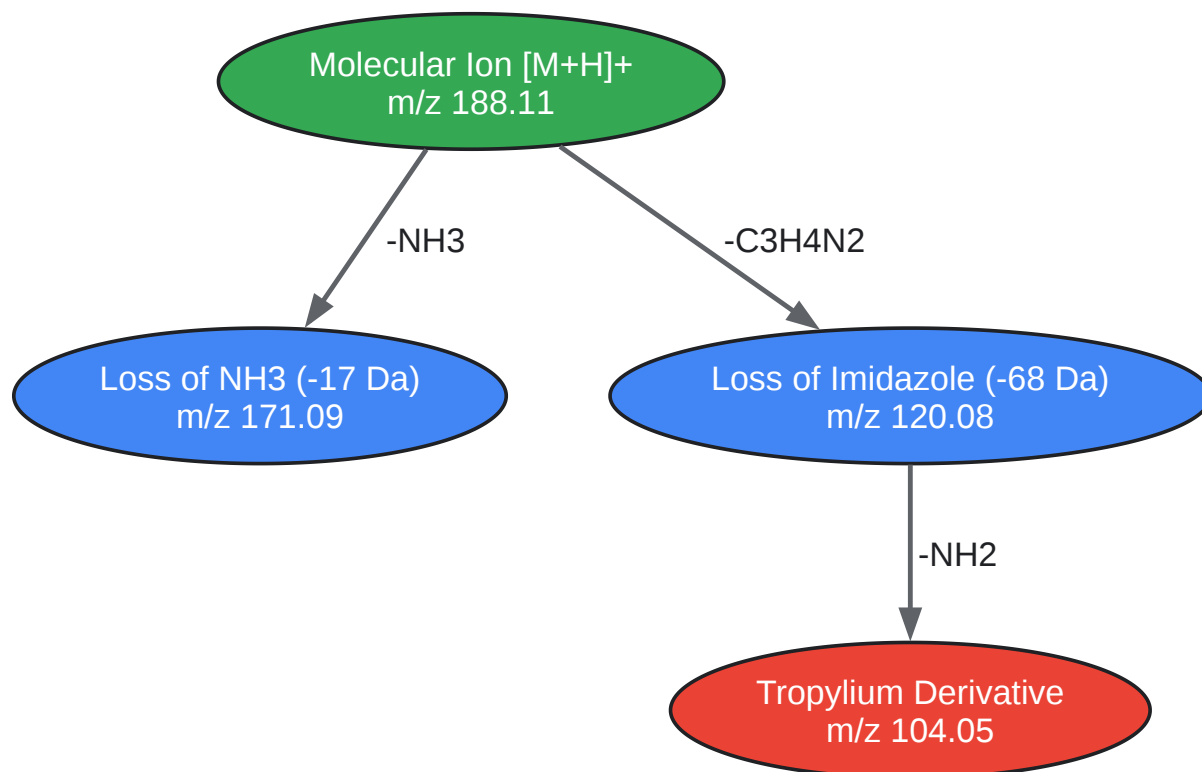 Molecular Ion [M+H]+
m/z 188.11
-NH3
-C3H4N2
Loss of NH3 (-17 Da)
m/z 171.09
Loss of Imidazole (-68 Da)
m/z 120.08
-NH2
Tropylium Derivative
m/z 104.05